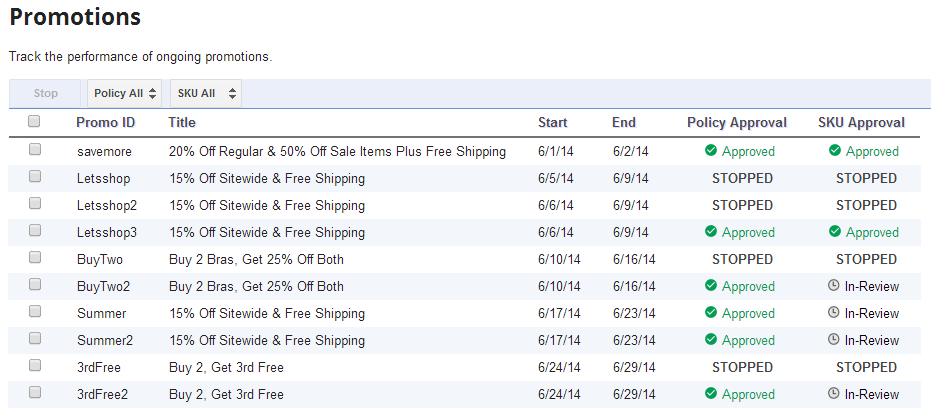 Promotions
Track the performance of ongoing promotions.
Stop Policy All SKU All
Promo ID Title Start End Policy Approval SKU Approval
savemore 20% Off Regular & 50% Off Sale Items Plus Free Shipping 6/1/14 6/2/14 Approved Approved
Letsshop 15% Off Sitewide & Free Shipping 6/5/14 6/9/14 STOPPED STOPPED
Letsshop2 15% Off Sitewide & Free Shipping 6/6/14 6/9/14 STOPPED STOPPED
Letsshop3 15% Off Sitewide & Free Shipping 6/6/14 6/9/14 Approved Approved
BuyTwo Buy 2 Bras, Get 25% Off Both 6/10/14 6/16/14 STOPPED STOPPED
BuyTwo2 Buy 2 Bras, Get 25% Off Both 6/10/14 6/16/14 Approved In-Review
Summer 15% Off Sitewide & Free Shipping 6/17/14 6/23/14 Approved In-Review
Summer2 15% Off Sitewide & Free Shipping 6/17/14 6/23/14 Approved In-Review
3rdFree Buy 2, Get 3rd Free 6/24/14 6/29/14 STOPPED STOPPED
3rdFree2 Buy 2, Get 3rd Free 6/24/14 6/29/14 Approved In-Review